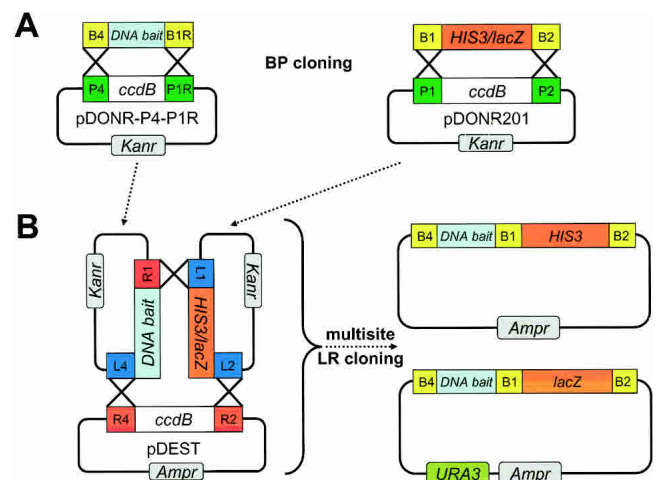 A
B4 DNA bait B1R
P4 ccdB P1R
pDONR-P4-P1R
Kanr
BP cloning
B1 HIS3/lacZ B2
P1 ccdB P2
pDONR201
Kanr
B
Kanr
R1 L1
Kanr
DNA bait
HIS3/lacZ
L4 L2
R4 ccdB R2
pDEST
Ampr
multisite
LR cloning
B4 DNA bait B1 HIS3 B2
Ampr
B4 DNA bait B1 lacZ B2
URA3 Ampr